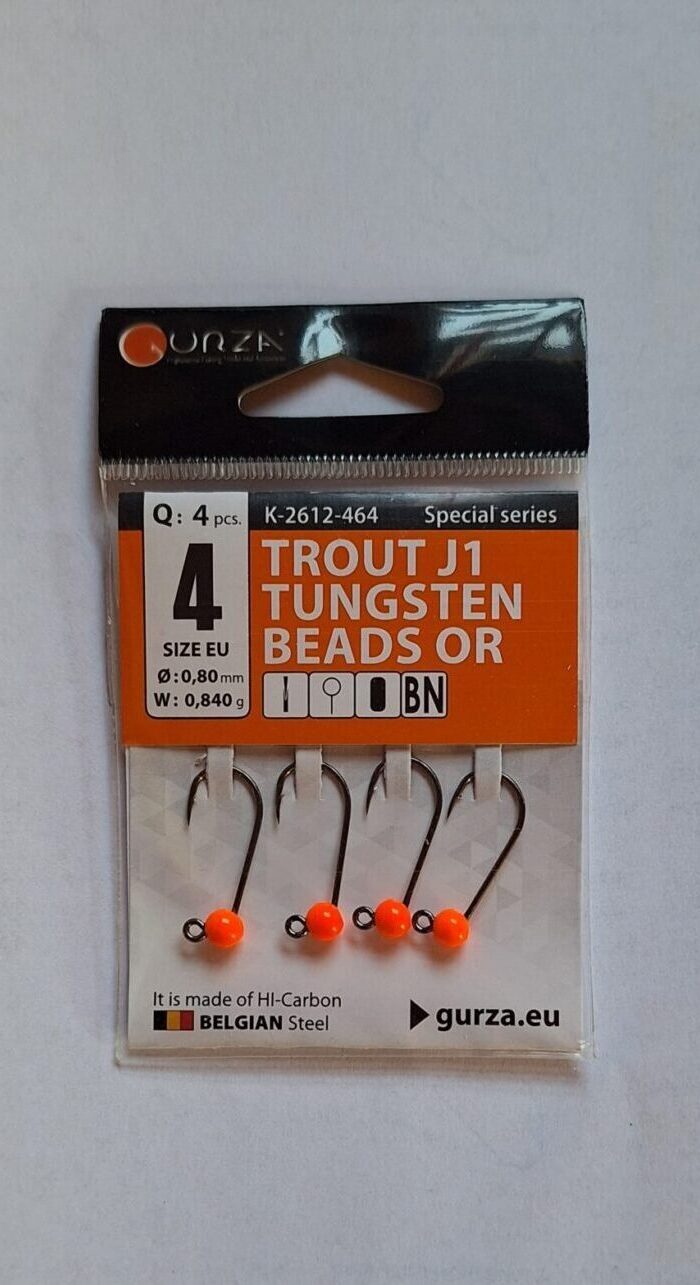 GURZA
Q: 4 pcs.
K-2612-464
Special series
4
SIZE EU
Ø:0,80 mm
W: 0,840 g
TROUT J1
TUNGSTEN
BEADS OR
BN
It is made of HI-Carbon
BELGIAN Steel
gurza.eu